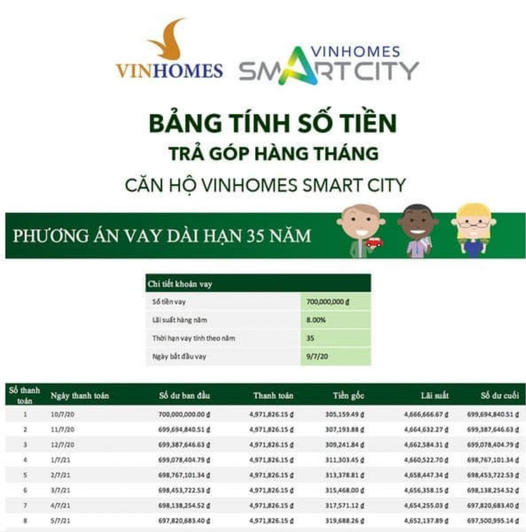 VINHOMES
VINHOMES
SMARTCITY
BẢNG TÍNH SỐ TIỀN
TRẢ GÓP HÀNG THÁNG
CĂN HỘ VINHOMES SMART CITY
PHƯƠNG ÁN VAY DÀI HẠN 35 NĂM
Chi tiết khoản vay
Số tiền vay 700,000,000 ₫
Lãi suất hàng năm 8.00%
Thời hạn vay tính theo năm 35
Ngày bắt đầu vay 9/7/20
Số thanh toán Ngày thanh toán Số dư ban đầu Thanh toán Tiền gốc Lãi suất Số dư cuối
1 10/7/20 700,000,000.00 ₫ 4,971,826.15 ₫ 305,159.49 ₫ 4,666,666.67 ₫ 699,694,840.51 ₫
2 11/7/20 699,694,840.51 ₫ 4,971,826.15 ₫ 307,193.88 ₫ 4,664,632.27 ₫ 699,387,646.63 ₫
3 12/7/20 699,387,646.63 ₫ 4,971,826.15 ₫ 309,241.84 ₫ 4,662,584.31 ₫ 699,078,404.79 ₫
4 1/7/21 699,078,404.79 ₫ 4,971,826.15 ₫ 311,303.45 ₫ 4,660,522.70 ₫ 698,767,101.34 ₫
5 2/7/21 698,767,101.34 ₫ 4,971,826.15 ₫ 313,378.81 ₫ 4,658,447.34 ₫ 698,453,722.53 ₫
6 3/7/21 698,453,722.53 ₫ 4,971,826.15 ₫ 315,468.00 ₫ 4,656,358.15 ₫ 698,138,254.52 ₫
7 4/7/21 698,138,254.52 ₫ 4,971,826.15 ₫ 317,571.12 ₫ 4,654,255.03 ₫ 697,820,683.40 ₫
8 5/7/21 697,820,683.40 ₫ 4,971,826.15 ₫ 319,688.26 ₫ 4,652,137.89 ₫ 697,500,995.14 ₫